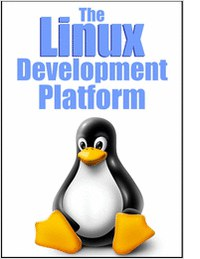 The
Linux
Development
Platform